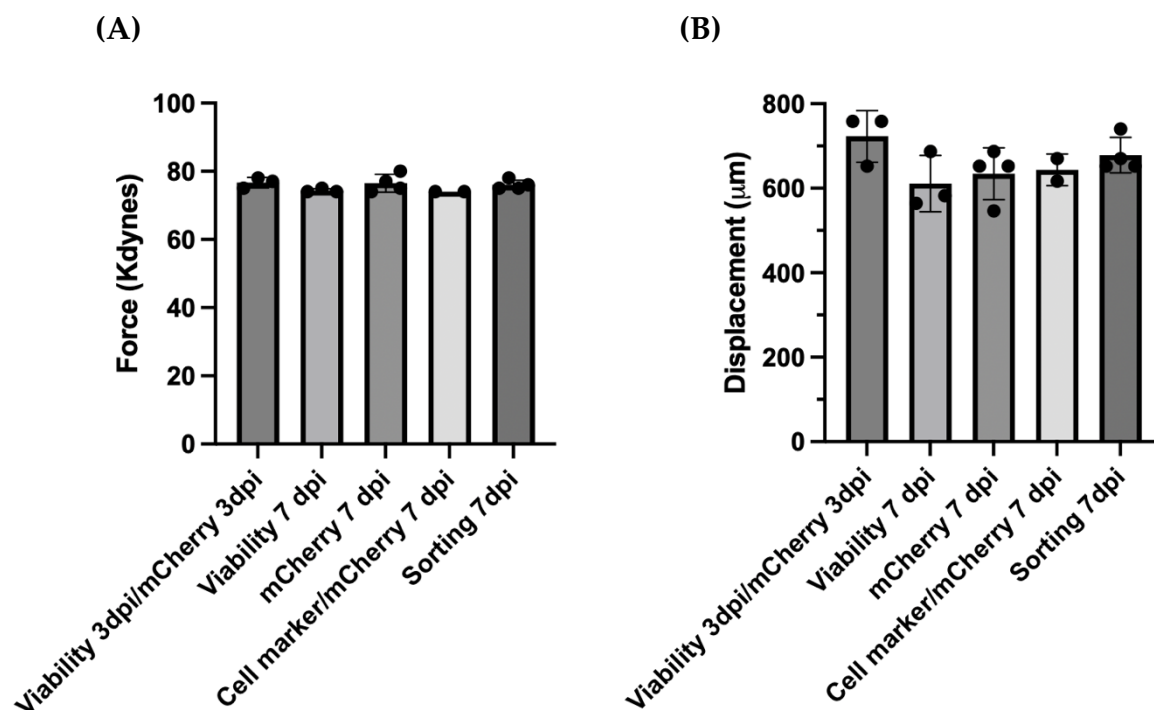 (A)
Force (Kdynes)
100
80
60
40
20
0
Viability 3dpi/mCherry 3dpi
Viability 7 dpi
mCherry 7 dpi
Cell marker/mCherry 7 dpi
Sorting 7dpi
(B)
Displacement (μm)
800
600
400
200
0
Viability 3dpi/mCherry 3dpi
Viability 7 dpi
mCherry 7 dpi
Cell marker/mCherry 7 dpi
Sorting 7dpi